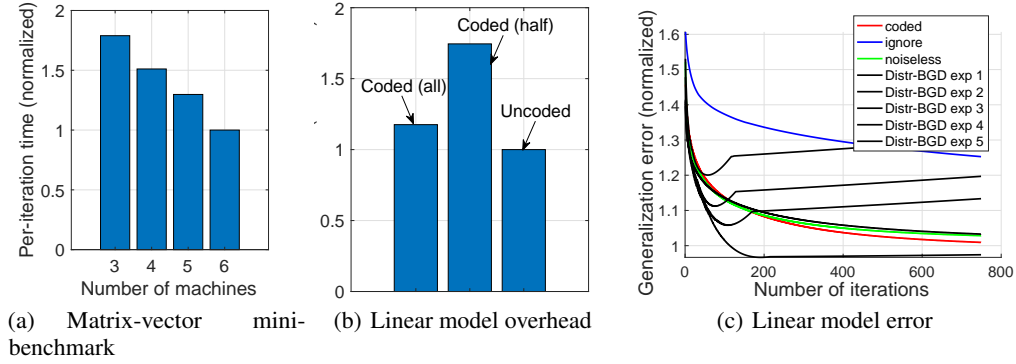 Per-iteration time (normalized)
2
1.5
1
0.5
0
3 4 5 6
Number of machines
(a) Matrix-vector mini-
benchmark
2
1.5
1
0.5
0
Coded (half)
Coded (all)
Uncoded
(b) Linear model overhead
Generalization error (normalized)
1.6
1.5
1.4
1.3
1.2
1.1
1
0 200 400 600 800
Number of iterations
coded
ignore
noiseless
Distr-BGD exp 1
Distr-BGD exp 2
Distr-BGD exp 3
Distr-BGD exp 4
Distr-BGD exp 5
(c) Linear model error